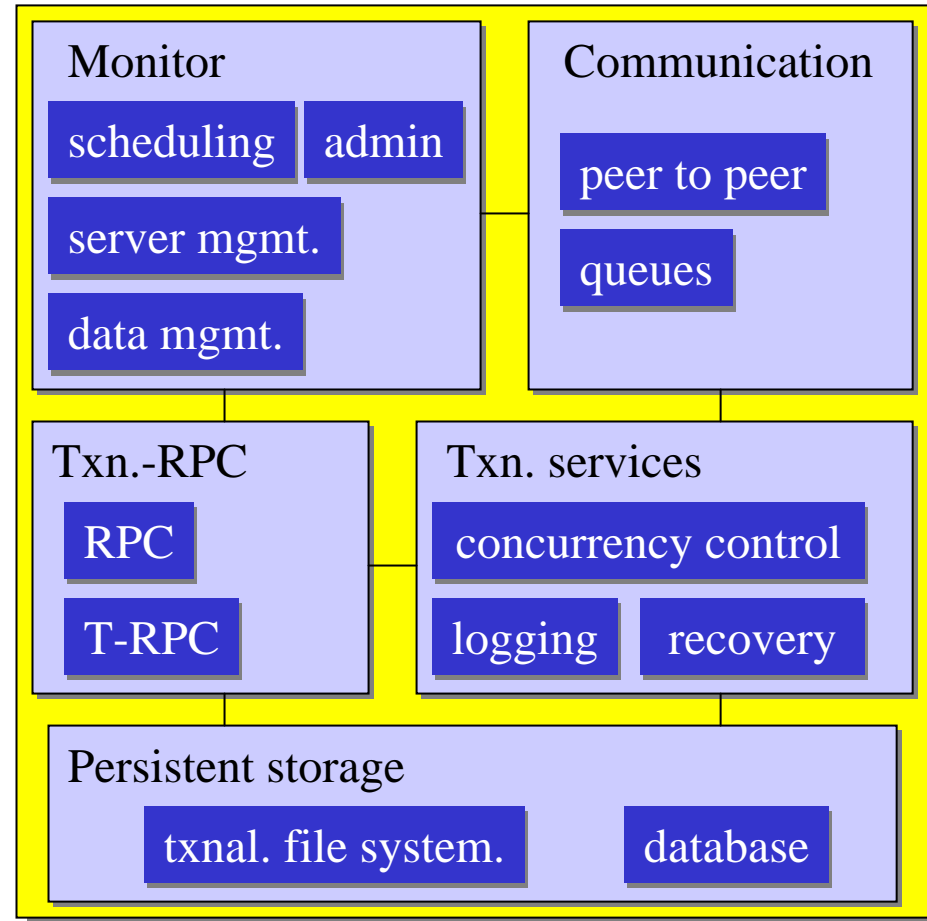 Monitor
scheduling
admin
server mgmt.
data mgmt.
Communication
peer to peer
queues
Txn.-RPC
RPC
T-RPC
Txn. services
concurrency control
logging
recovery
Persistent storage
txnal. file system.
database